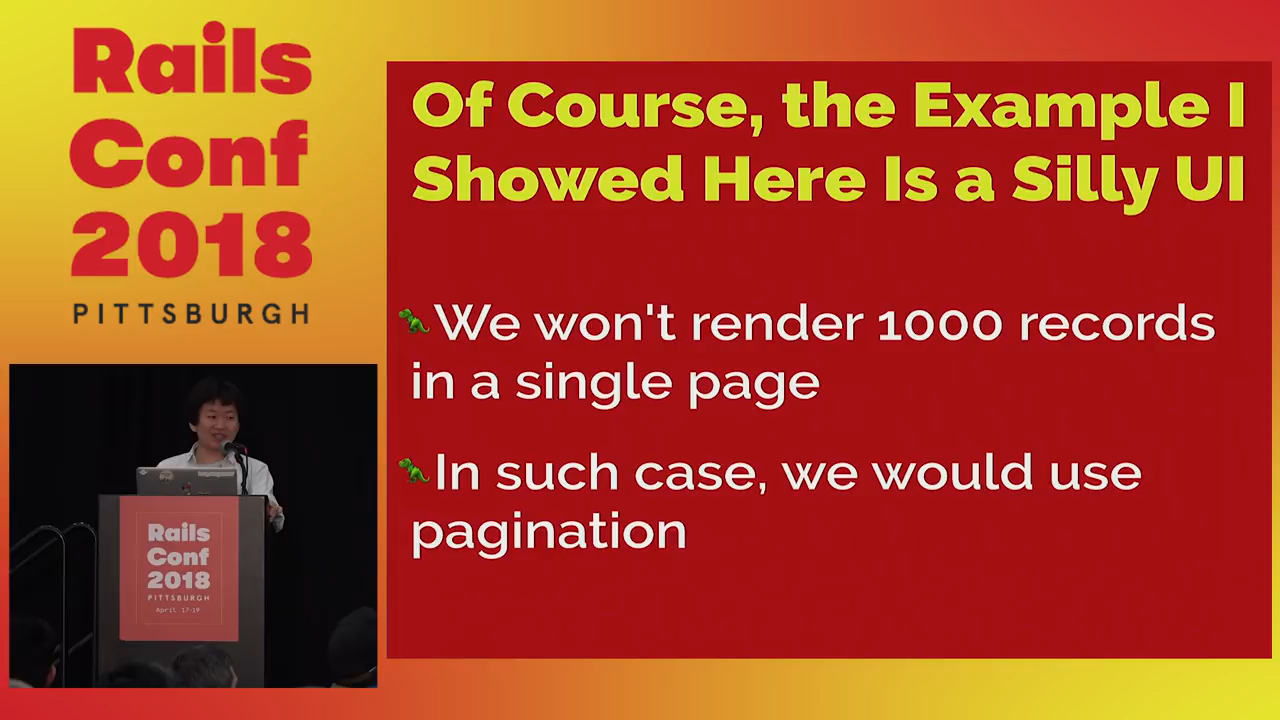 Rails
Conf
2018
PITTSBURGH
Of Course, the Example I
Showed Here Is a Silly UI
We won't render 1000 records
in a single page
In such case, we would use
pagination
Rails
Conf
2018
PITTSBURGH
April 17-19